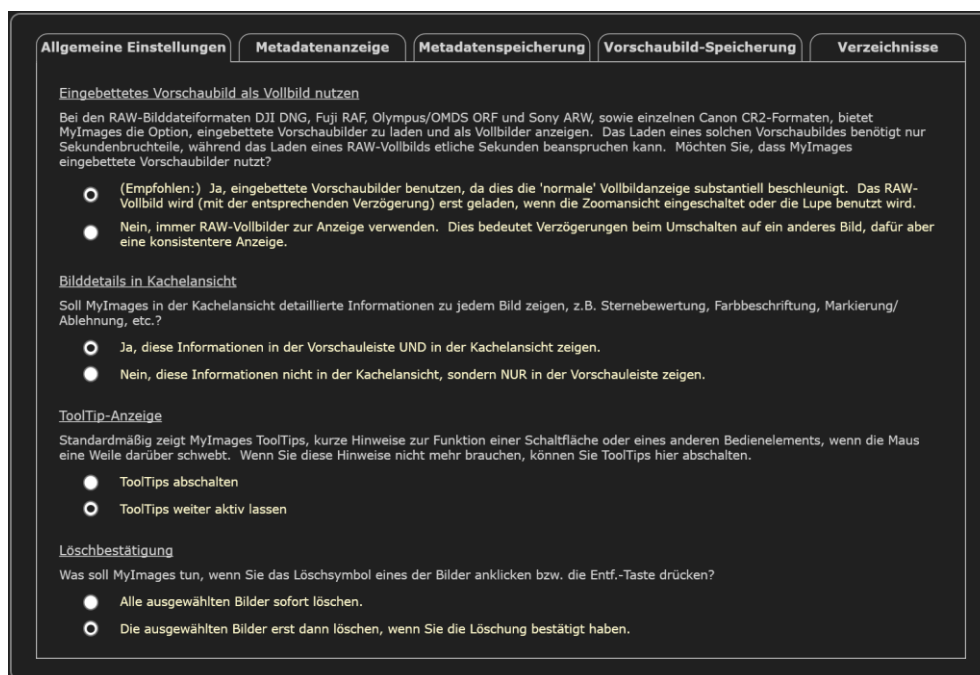 Allgemeine Einstellungen Metadatenanzeige Metadatenspeicherung Vorschaubild-Speicherung Verzeichnisse
Eingebettetes Vorschaubild als Vollbild nutzen
Bei den RAW-Bilddateiformaten DJI DNG, Fuji RAF, Olympus/OMDS ORF und Sony ARW, sowie einzelnen Canon CR2-Formaten, bietet
MyImages die Option, eingebettete Vorschaubilder zu laden und als Vollbilder anzeigen. Das Laden eines solchen Vorschaubildes benötigt nur
Sekundenbruchteile, während das Laden eines RAW-Vollbilds etliche Sekunden beanspruchen kann. Möchten Sie, dass MyImages
eingebettete Vorschaubilder nutzt?
(Empfohlen:) Ja, eingebettete Vorschaubilder benutzen, da dies die 'normale' Vollbildanzeige substantiell beschleunigt. Das RAW-
Vollbild wird (mit der entsprechenden Verzögerung) erst geladen, wenn die Zoomansicht eingeschaltet oder die Lupe benutzt wird.
Nein, immer RAW-Vollbilder zur Anzeige verwenden. Dies bedeutet Verzögerungen beim Umschalten auf ein anderes Bild, dafür aber
eine konsistentere Anzeige.
Bilddetails in Kachelansicht
Soll MyImages in der Kachelansicht detaillierte Informationen zu jedem Bild zeigen, z.B. Sternebewertung, Farbbeschriftung, Markierung/
Ablehnung, etc.?
Ja, diese Informationen in der Vorschauleiste UND in der Kachelansicht zeigen.
Nein, diese Informationen nicht in der Kachelansicht, sondern NUR in der Vorschauleiste zeigen.
ToolTip-Anzeige
Standardmäßig zeigt MyImages ToolTips, kurze Hinweise zur Funktion einer Schaltfläche oder eines anderen Bedienelements, wenn die Maus
eine Weile darüber schwebt. Wenn Sie diese Hinweise nicht mehr brauchen, können Sie ToolTips hier abschalten.
ToolTips abschalten
ToolTips weiter aktiv lassen
Löschbestätigung
Was soll MyImages tun, wenn Sie das Löschsymbol eines der Bilder anklicken bzw. die Entf.-Taste drücken?
Alle ausgewählten Bilder sofort löschen.
Die ausgewählten Bilder erst dann löschen, wenn Sie die Löschung bestätigt haben.